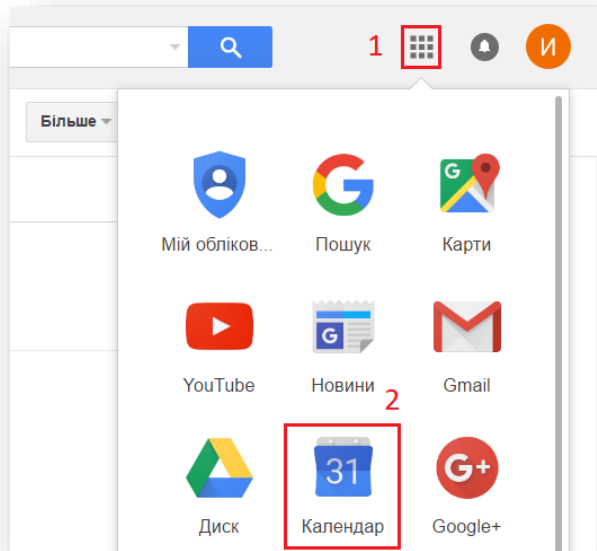 1
И
Більше
Мій обліков... Пошук Карти
G
YouTube Новини Gmail
G
2
31
G+
Диск Календар Google+